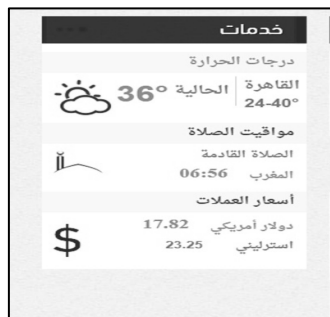 خدمات
درجات الحرارة
القاهرة
24-40°
الحالية 36°
مواقيت الصلاة
الصلاة القادمة
المغرب 06:56
أسعار العملات
دولار أمريكي 17.82
استرليني 23.25